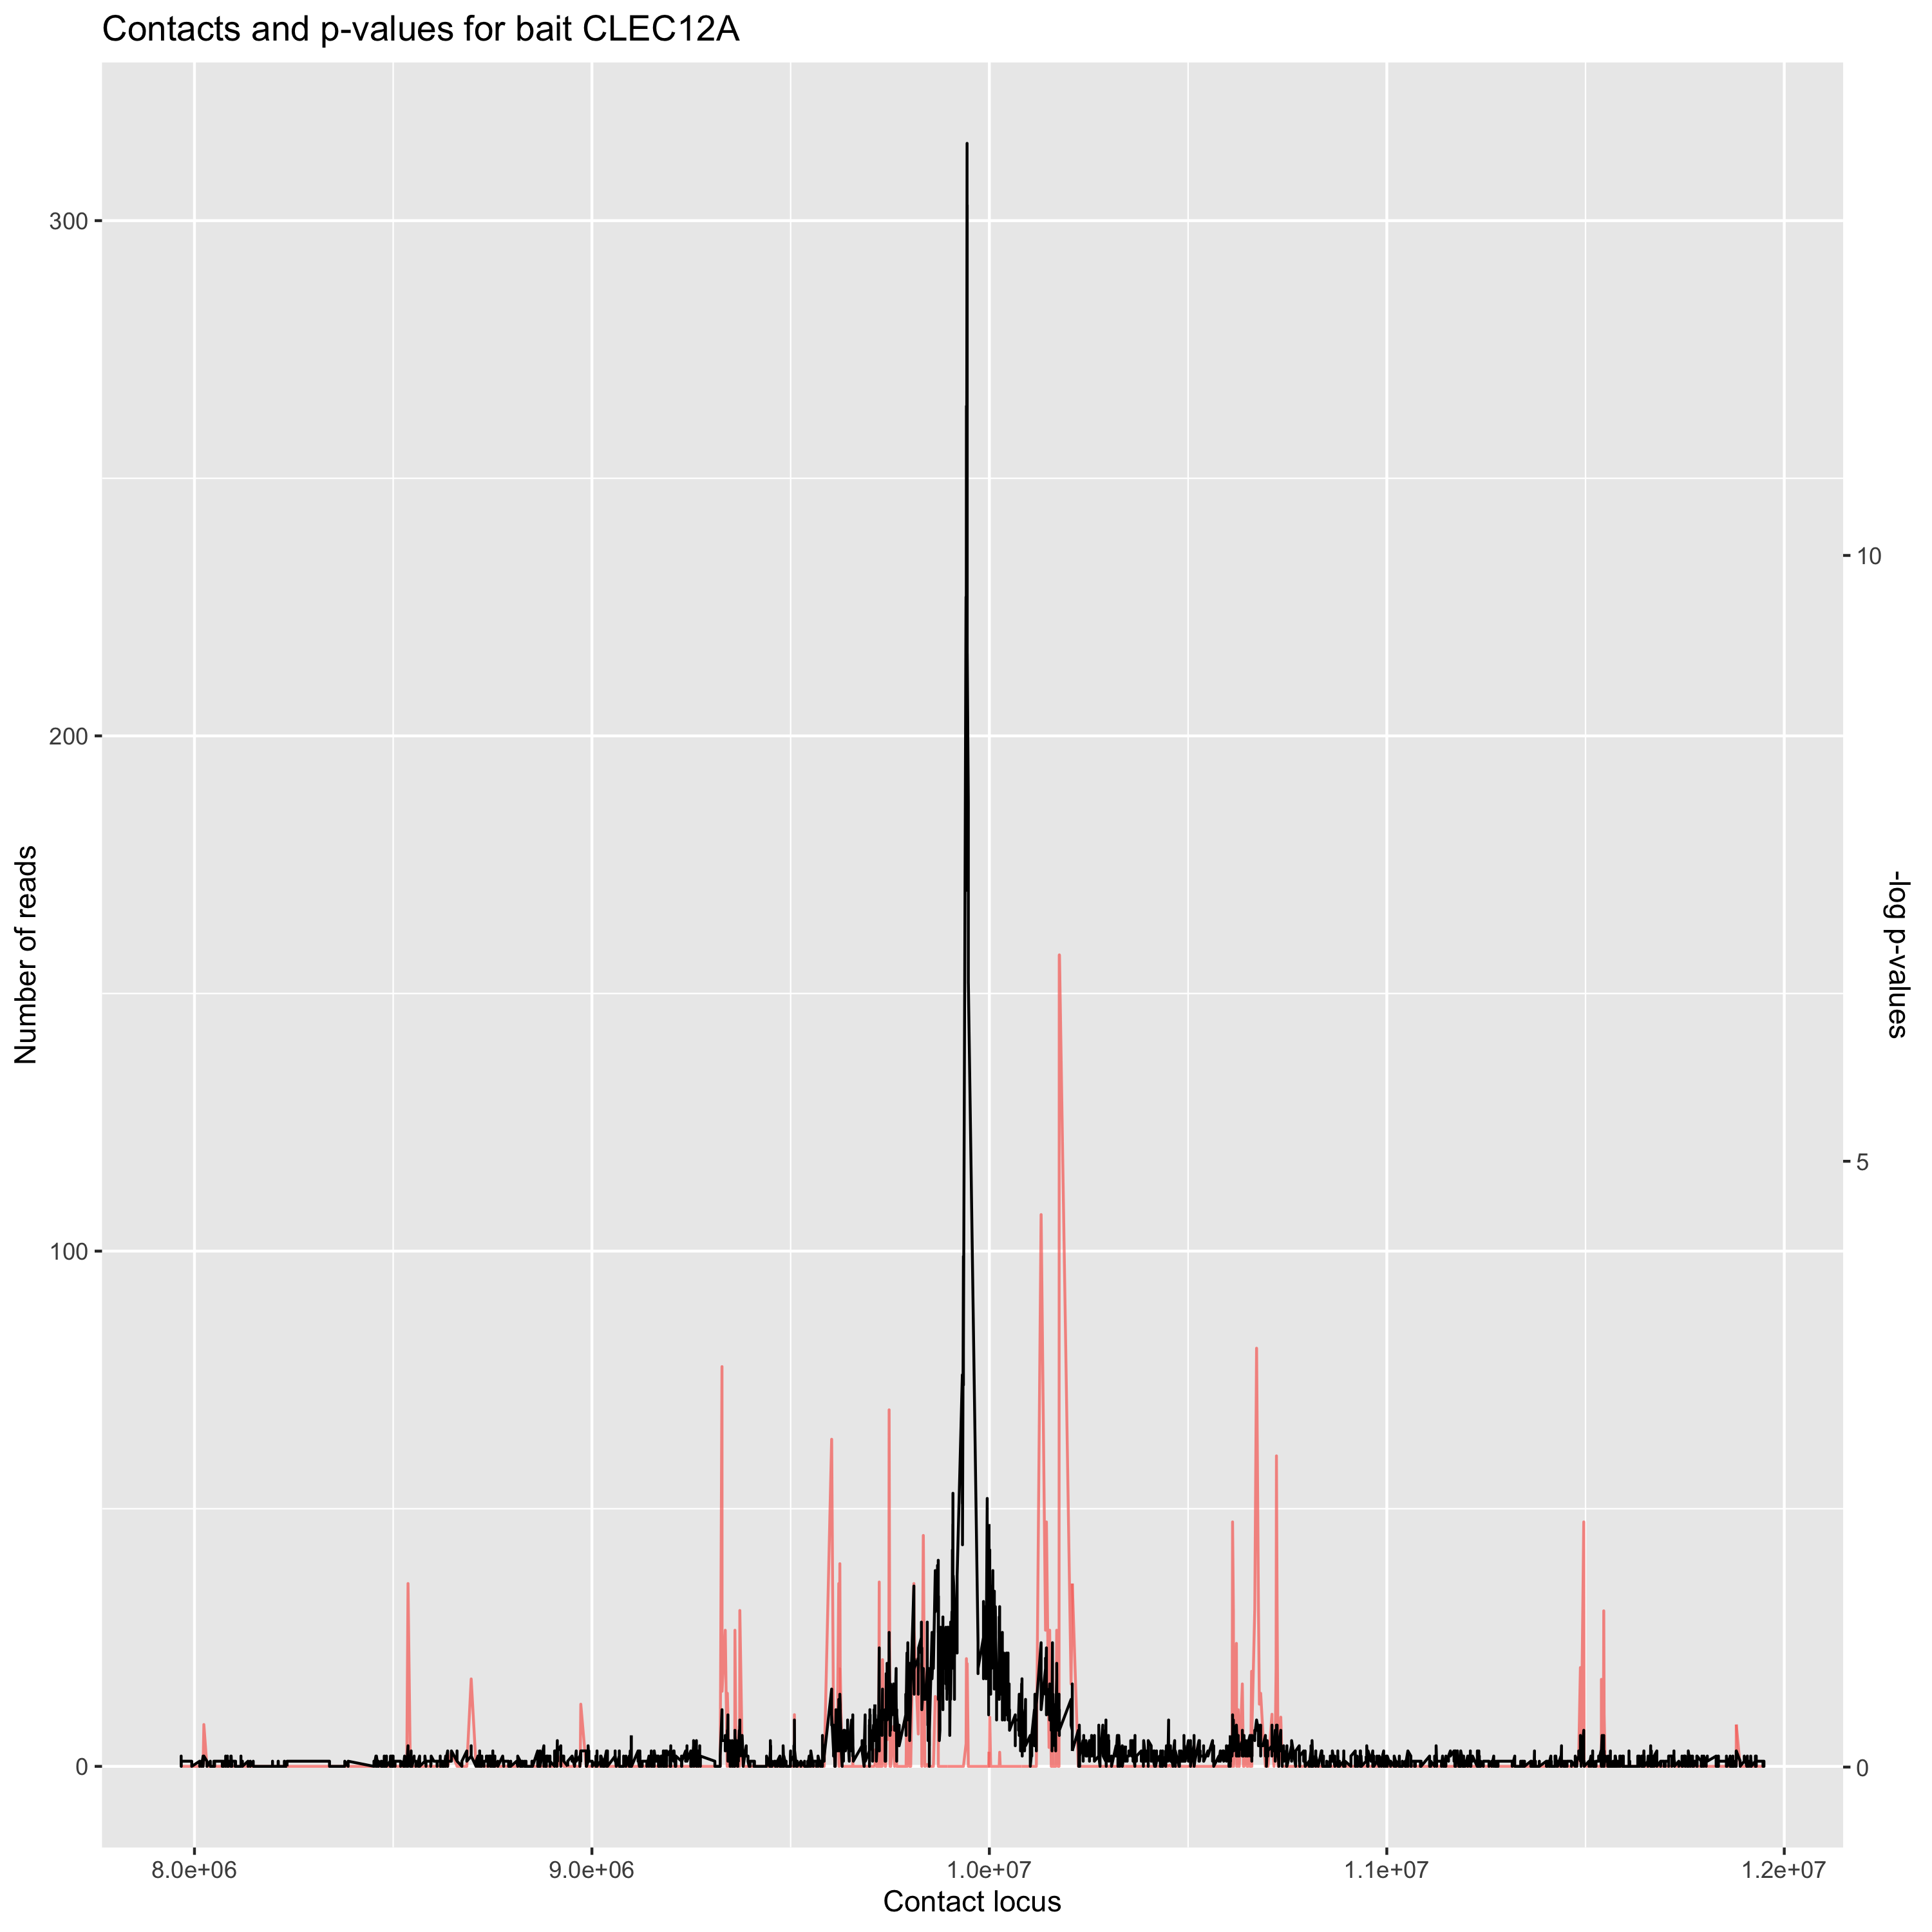 Contacts and p-values for bait CLEC12A
300
200
100
0
Number of reads
10
5
0
-log p-values
8.0e+06
9.0e+06
1.0e+07
1.1e+07
1.2e+07
Contact locus